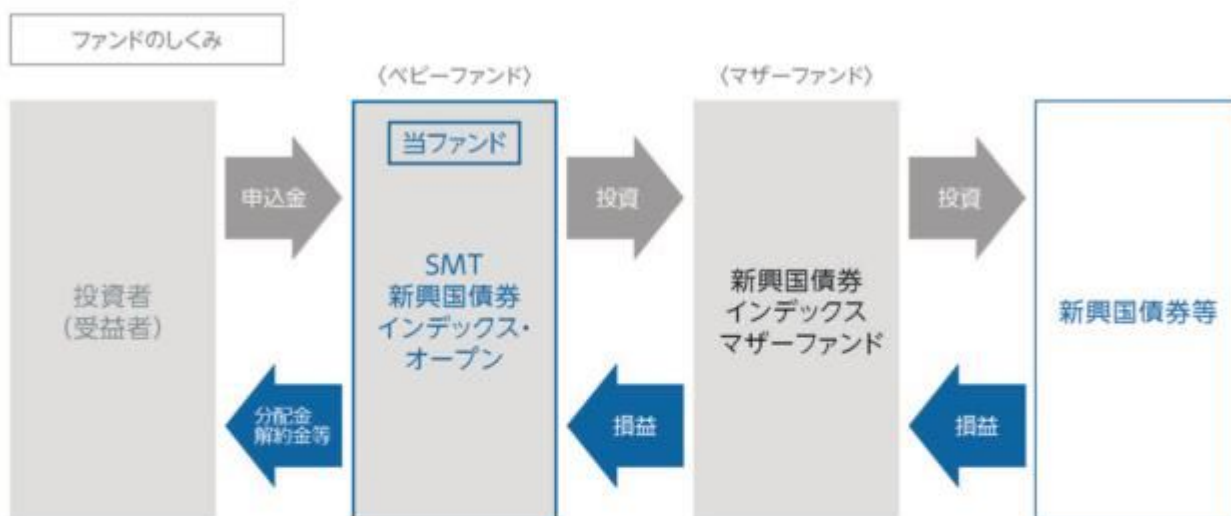 ファンドのしくみ
〈ベビーファンド〉
〈マザーファンド〉
当ファンド
申込金
投資
投資
投資者
(受益者)
SMT
新興国債券
インデックス・
オープン
新興国債券
インデックス
マザーファンド
新興国債券等
分配金
解約金等
損益
損益